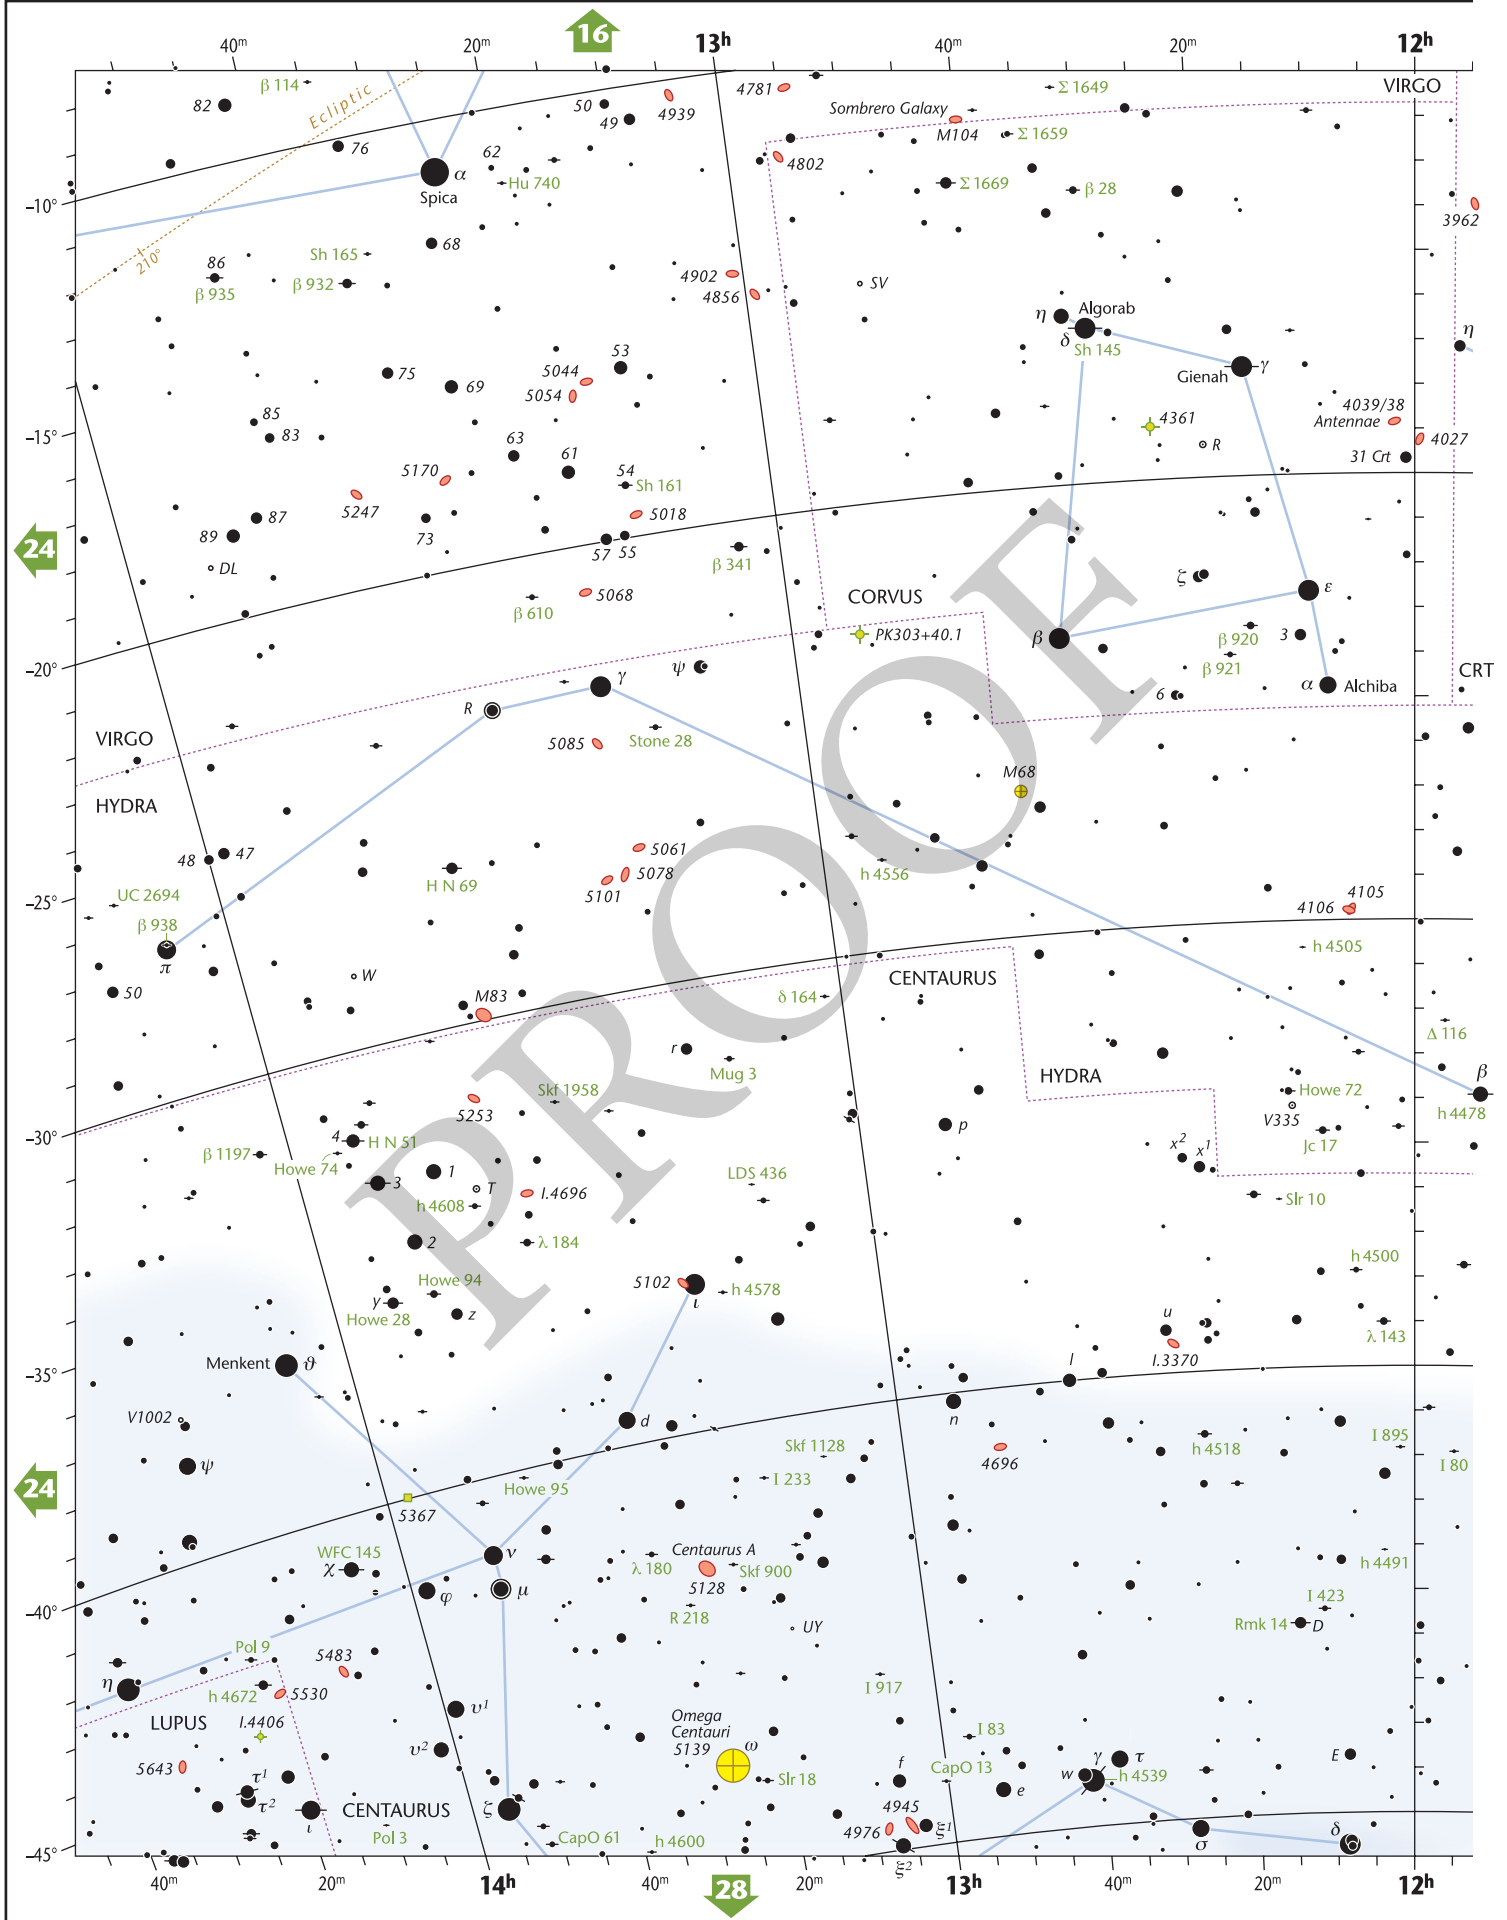 16
40ᵐ 20ᵐ 13ʰ 40ᵐ 20ᵐ 12ʰ
β 114
Ecliptic
82
76
50
49
4939
4781
Sombrero Galaxy
M104
Σ 1649
VIRGO
Σ 1659
62
α
Spica
Hu 740
4802
Σ 1669
β 28
−10°
3962
210°
68
Sh 165
86
β 935
β 932
4902
4856
SV
η
Algorab
δ
Sh 145
Gienah
γ
η
53
75
5044
69
5054
4039/38
Antennae
4361
R
4027
31 Crt
−15°
85
83
63
61
54
Sh 161
5170
5247
5018
87
89
73
57
55
24
DL
β 341
β 610
5068
CORVUS
ζ
ε
PK303+40.1
β
β 920
3
β 921
−20°
ψ
γ
R
6
α
Alchiba
CRT
5085
Stone 28
VIRGO
HYDRA
M68
48
47
H N 69
5061
5078
5101
h 4556
UC 2694
β 938
π
−25°
4105
4106
h 4505
50
W
M83
CENTAURUS
δ 164
r
Mug 3
Δ 116
β
HYDRA
Howe 72
V335
h 4478
Jc 17
Skf 1958
5253
p
−30°
4
H N 51
β 1197
Howe 74
3
1
T
h 4608
I.4696
LDS 436
x²
x¹
Slr 10
2
λ 184
Howe 94
y
Howe 28
z
5102
ι
h 4578
h 4500
u
I.3370
λ 143
Menkent
ϑ
−35°
l
n
V1002
d
ψ
Skf 1128
I 233
4696
h 4518
I 895
I 80
24
5367
Howe 95
ν
WFC 145
χ
φ
μ
λ 180
Centaurus A
5128
Skf 900
R 218
UY
h 4491
I 423
Rmk 14
D
−40°
Pol 9
η
h 4672
5483
5530
LUPUS
I.4406
υ¹
υ²
I 917
Omega
Centauri
5139
ω
Slr 18
I 83
CapO 13
f
e
γ
w
τ
h 4539
E
5643
τ¹
τ²
ι
CENTAURUS
Pol 3
ζ
CapO 61
h 4600
4945
4976
ξ¹
ξ²
σ
δ
−45°
40ᵐ 20ᵐ 14ʰ 40ᵐ 20ᵐ 13ʰ 40ᵐ 20ᵐ 12ʰ
28
PROOF